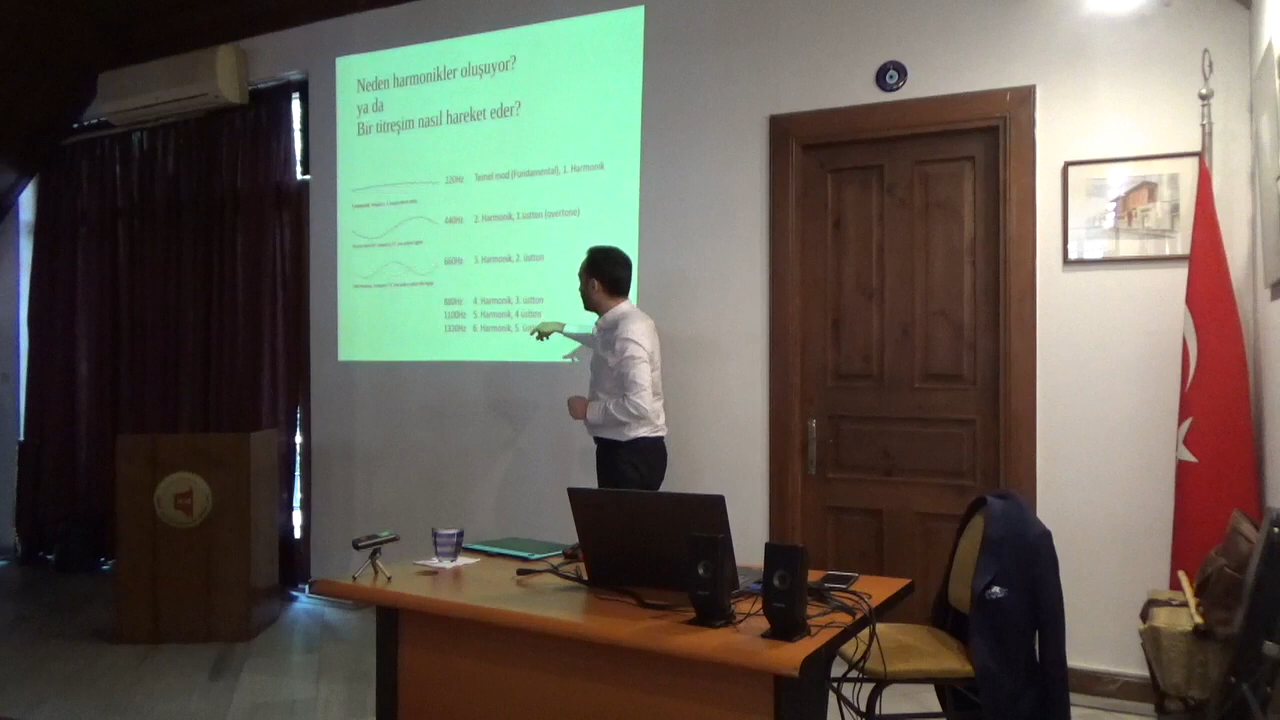 Neden harmonikler oluşuyor?
ya da
Bir titreşim nasıl hareket eder?
220Hz Temel mod (Fundamental), 1. Harmonik
440Hz 2. Harmonik, 1.üstton (overtone)
660Hz 3. Harmonik, 2. üstton
880Hz 4. Harmonik, 3. üstton
1100Hz 5. Harmonik, 4 üstton
1320Hz 6. Harmonik, 5.